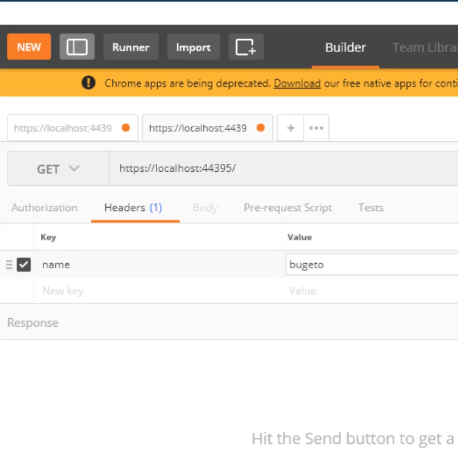 NEW Runner Import Builder Team Libra
Chrome apps are being deprecated. Download our free native apps for conti
https://localhost:4439 https://localhost:4439 + •••
GET https://localhost:44395/
Authorization Headers (1) Body Pre-request Script Tests
Key Value
name bugeto
New key Value
Response
Hit the Send button to get a